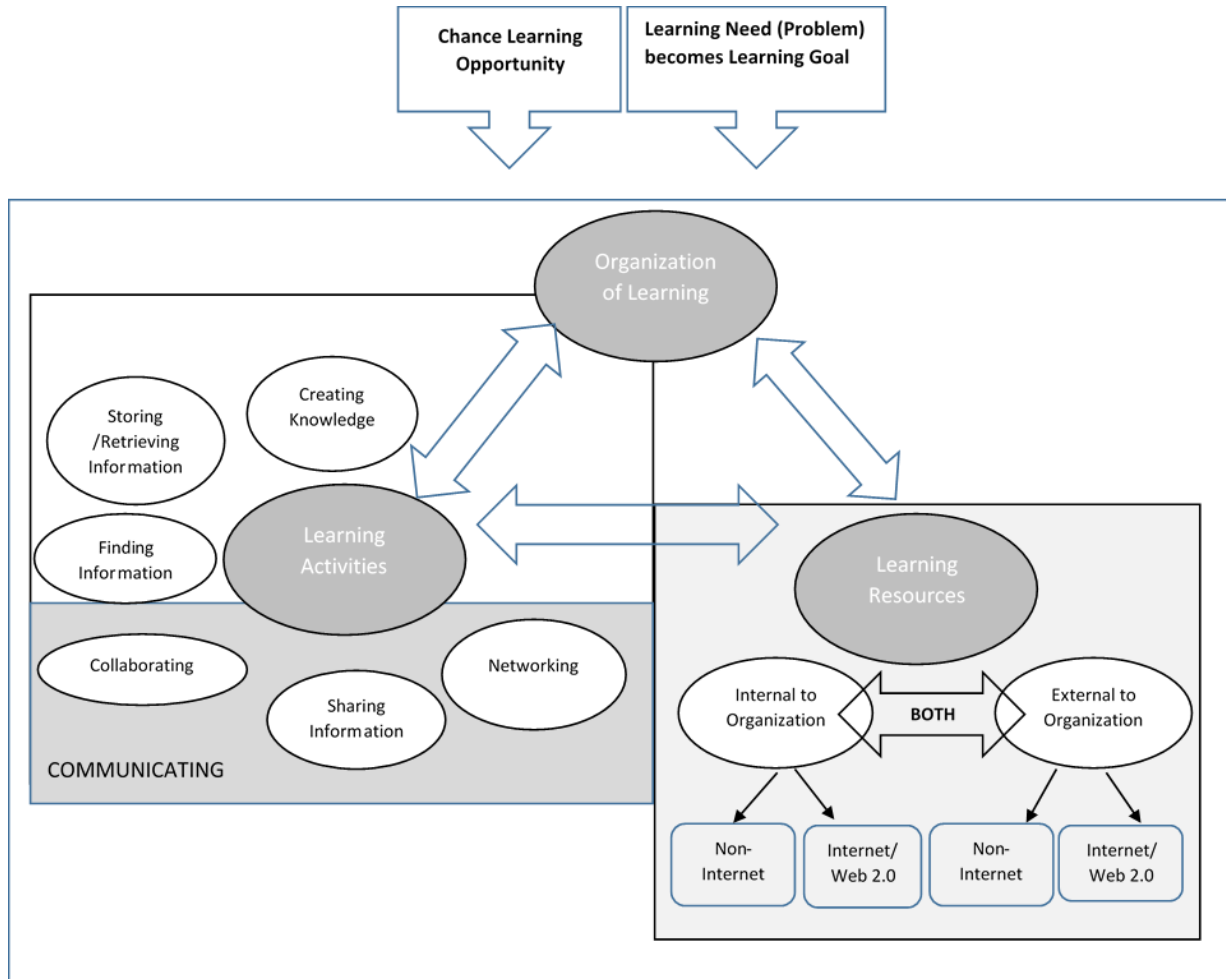 Chance Learning
Opportunity
Learning Need (Problem)
becomes Learning Goal
Organization
of Learning
Creating
Knowledge
Storing
/Retrieving
Information
Learning
Activities
Finding
Information
Learning
Resources
Collaborating
Networking
Sharing
Information
COMMUNICATING
Internal to
Organization
BOTH
External to
Organization
Non-
Internet
Internet/
Web 2.0
Non-
Internet
Internet/
Web 2.0